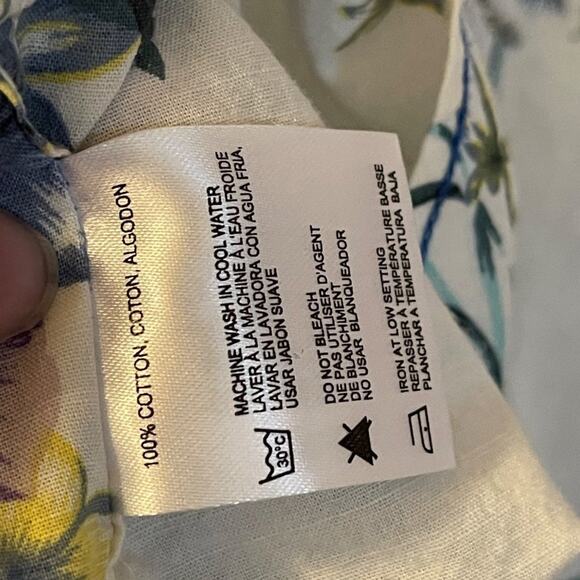 100% COTTON, COTON, ALGODON
MACHINE WASH IN COOL WATER
LAVER À LA MACHINE À L'EAU FROIDE
LAVAR EN LAVADORA CON AGUA FRIA,
USAR JABON SUAVE
30°C
DO NOT BLEACH
NE PAS UTILISER D'AGENT
DE BLANCHIMENT
NO USAR BLANQUEADOR
IRON AT LOW SETTING
REPASSER À TEMPÉRATURE BASSE
PLANCHAR A TEMPERATURA BAJA